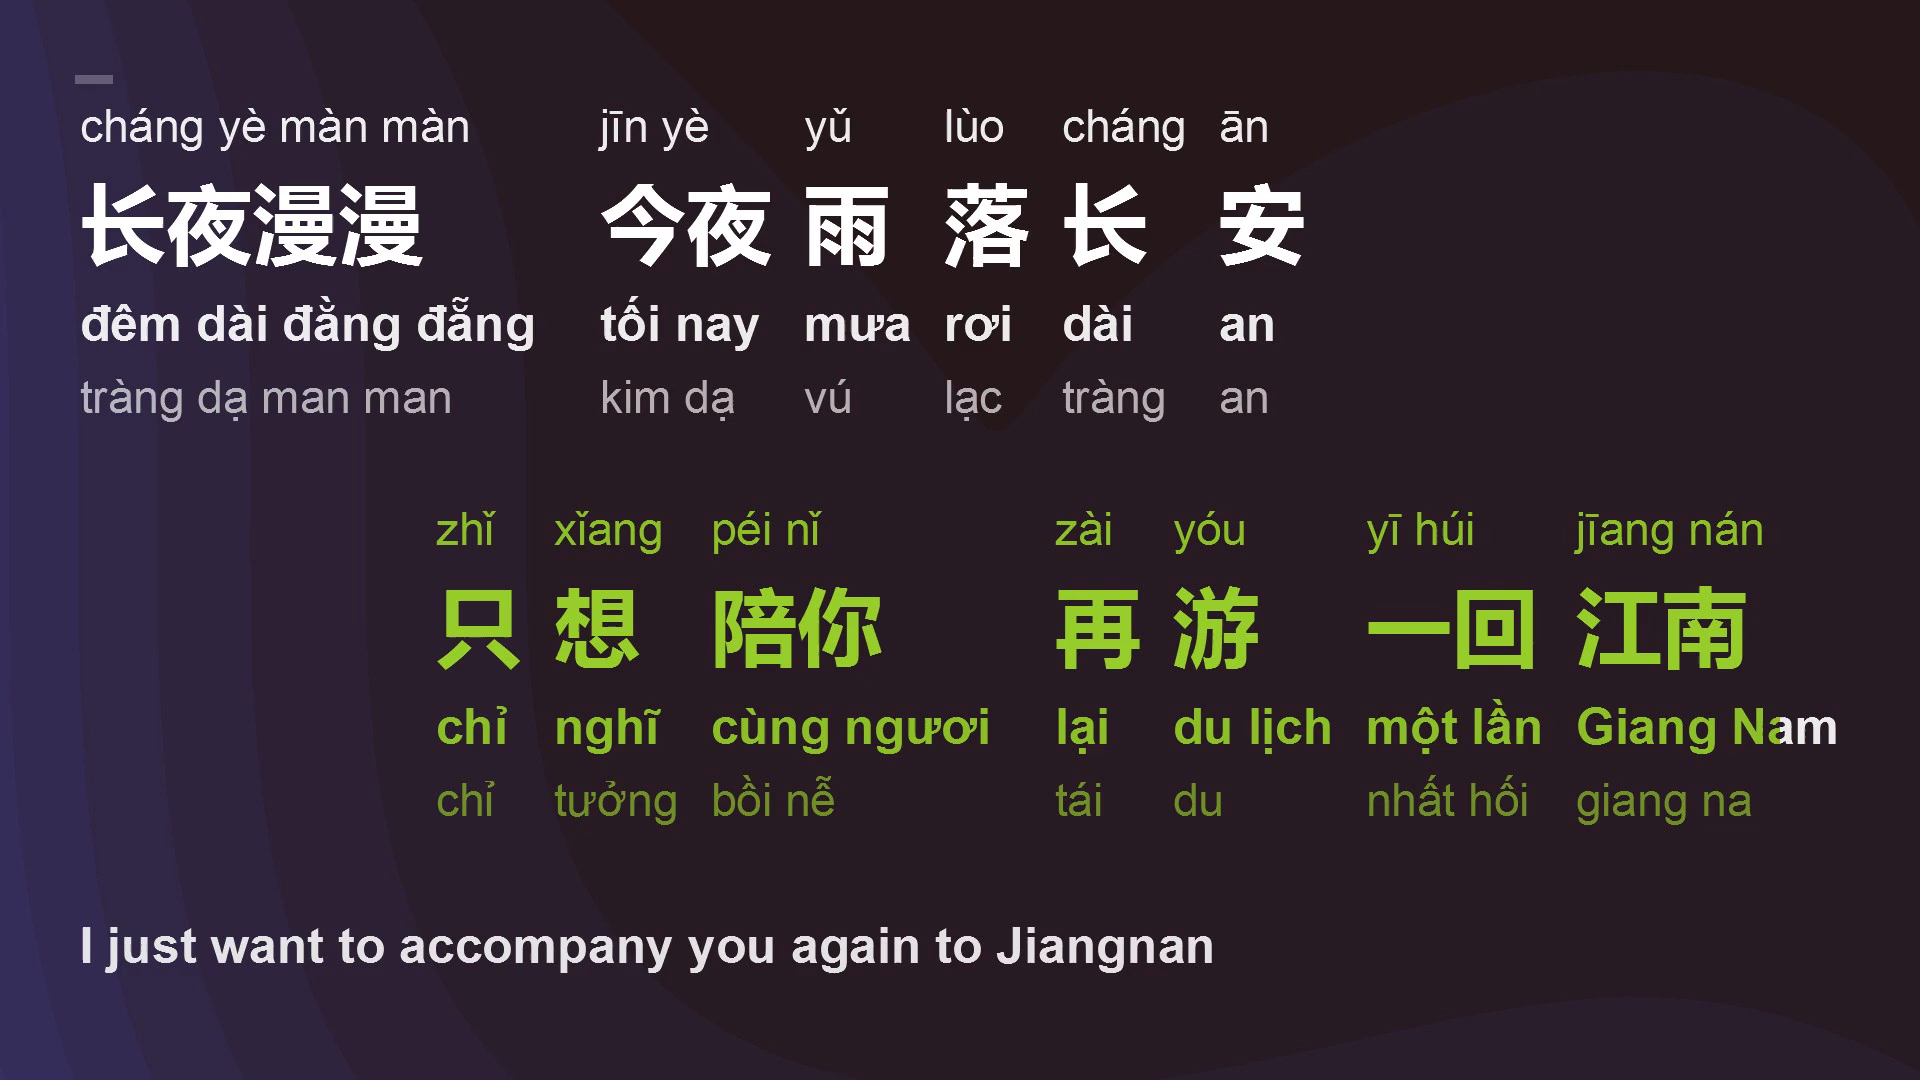 cháng yè màn màn jīn yè yǔ lùo cháng ān
长夜漫漫 今夜 雨 落 长 安
đêm dài đằng đẵng tối nay mưa rơi dài an
tràng dạ man man kim dạ vú lạc tràng an
zhǐ xǐang péi nǐ zài yóu yī húi jīang nán
只 想 陪你 再 游 一回 江南
chỉ nghĩ cùng ngươi lại du lịch một lần Giang Nam
chỉ tưởng bồi nễ tái du nhất hối giang na
I just want to accompany you again to Jiangnan